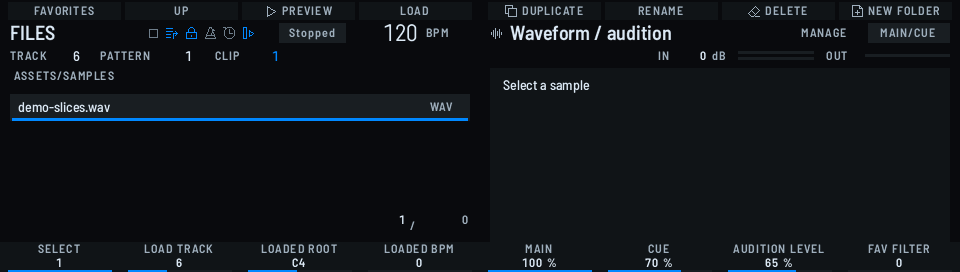 FAVORITES UP PREVIEW LOAD DUPLICATE RENAME DELETE NEW FOLDER
FILES Stopped 120 BPM Waveform / audition MANAGE MAIN/CUE
TRACK 6 PATTERN 1 CLIP 1 IN 0 dB OUT
ASSETS/SAMPLES
Select a sample
demo-slices.wav WAV
1 / 0
SELECT LOAD TRACK LOADED ROOT LOADED BPM MAIN CUE AUDITION LEVEL FAV FILTER
1 6 C4 0 100 % 70 % 65 % 0